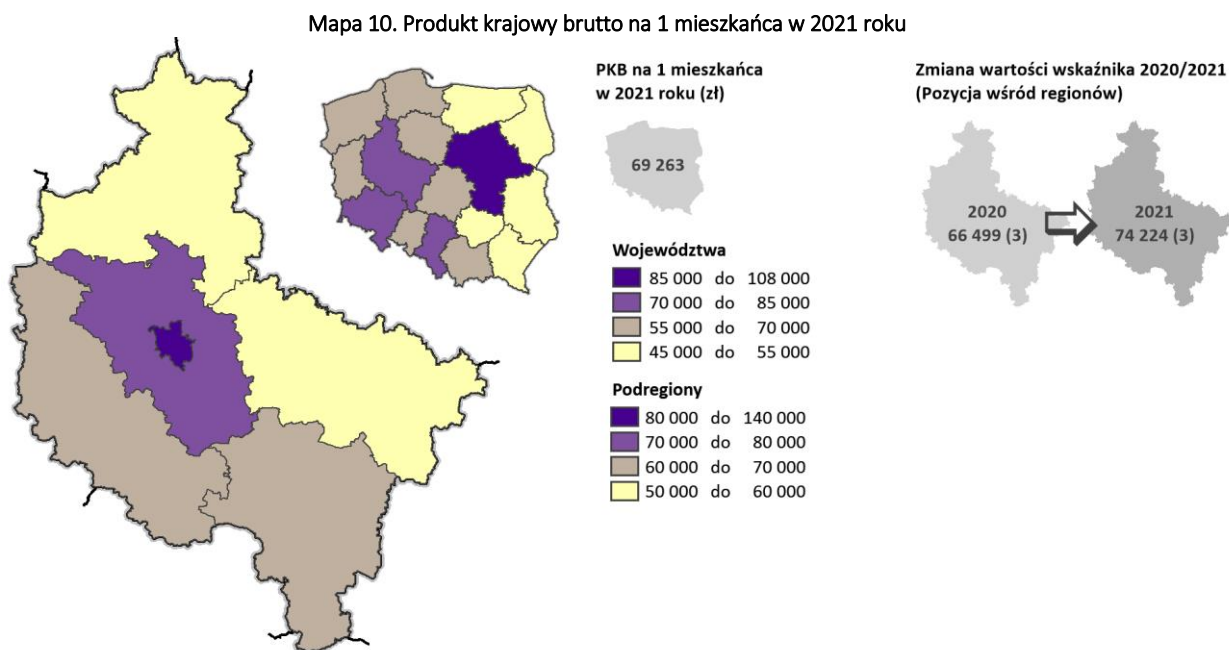 Mapa 10. Produkt krajowy brutto na 1 mieszkańca w 2021 roku
PKB na 1 mieszkańca
w 2021 roku (zł)
69 263
Województwa
85 000 do 108 000
70 000 do 85 000
55 000 do 70 000
45 000 do 55 000
Podregiony
80 000 do 140 000
70 000 do 80 000
60 000 do 70 000
50 000 do 60 000
Zmiana wartości wskaźnika 2020/2021
(Pozycja wśród regionów)
2020
66 499 (3)
2021
74 224 (3)